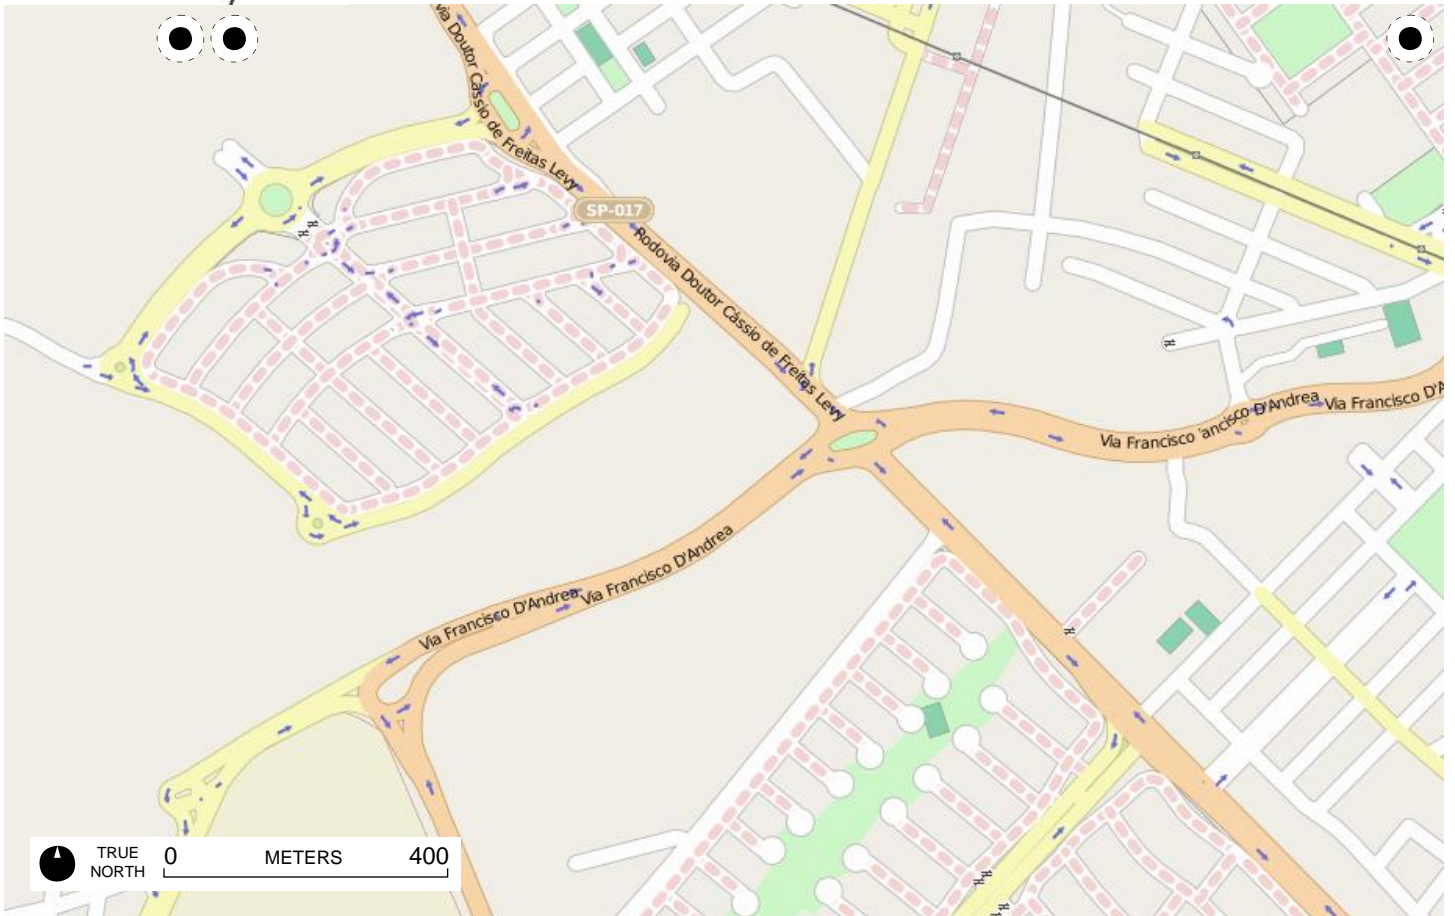 via Doutor Cássio de Freitas Levy
SP-017
Rodovia Doutor Cássio de Freitas Levy
Via Francisco D'Andrea
Via Francisco D'Andrea
Via Francisco
ancisco D'Andrea
Via Francisco D'A
TRUE NORTH
0 METERS 400